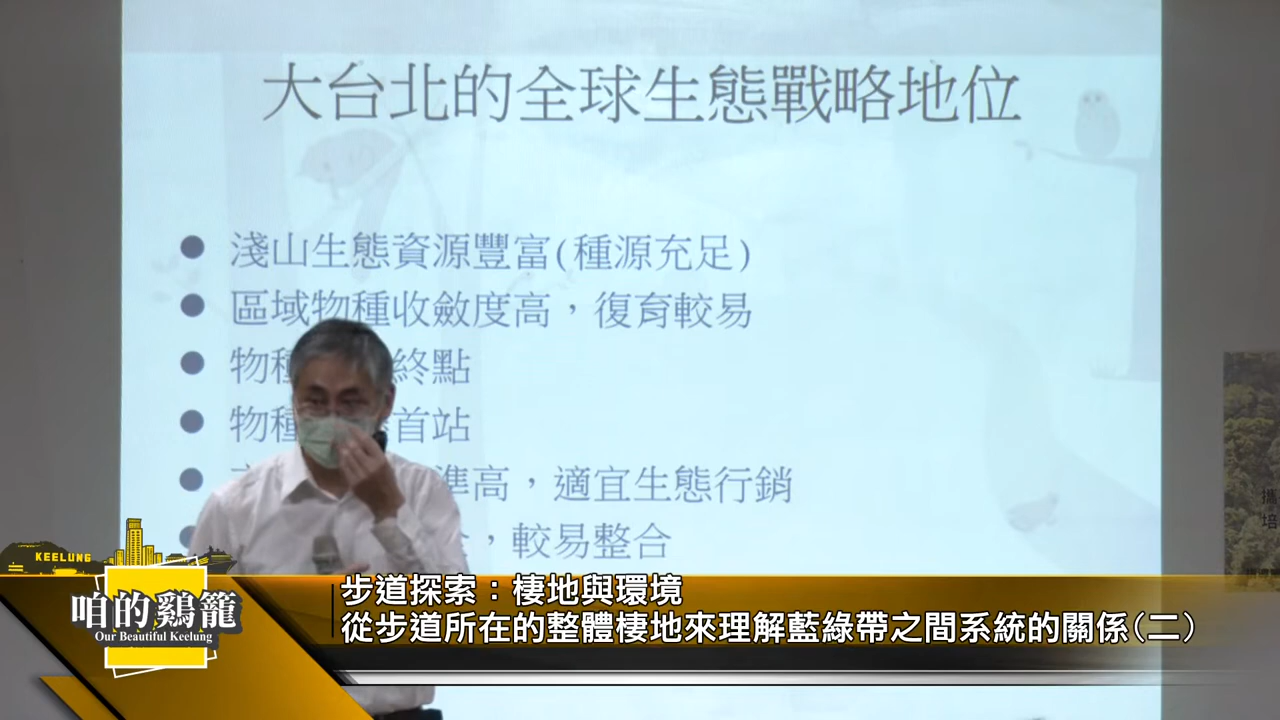 大台北的全球生態戰略地位
淺山生態資源豐富(種源充足)
區域物種收斂度高，復育較易
物種 終點
物種 首站
準高，適宜生態行銷
，較易整合
KEELUNG
咱的鷄籠
Our Beautiful Keelung
步道探索：棲地與環境
從步道所在的整體棲地來理解藍綠帶之間系統的關係(二)